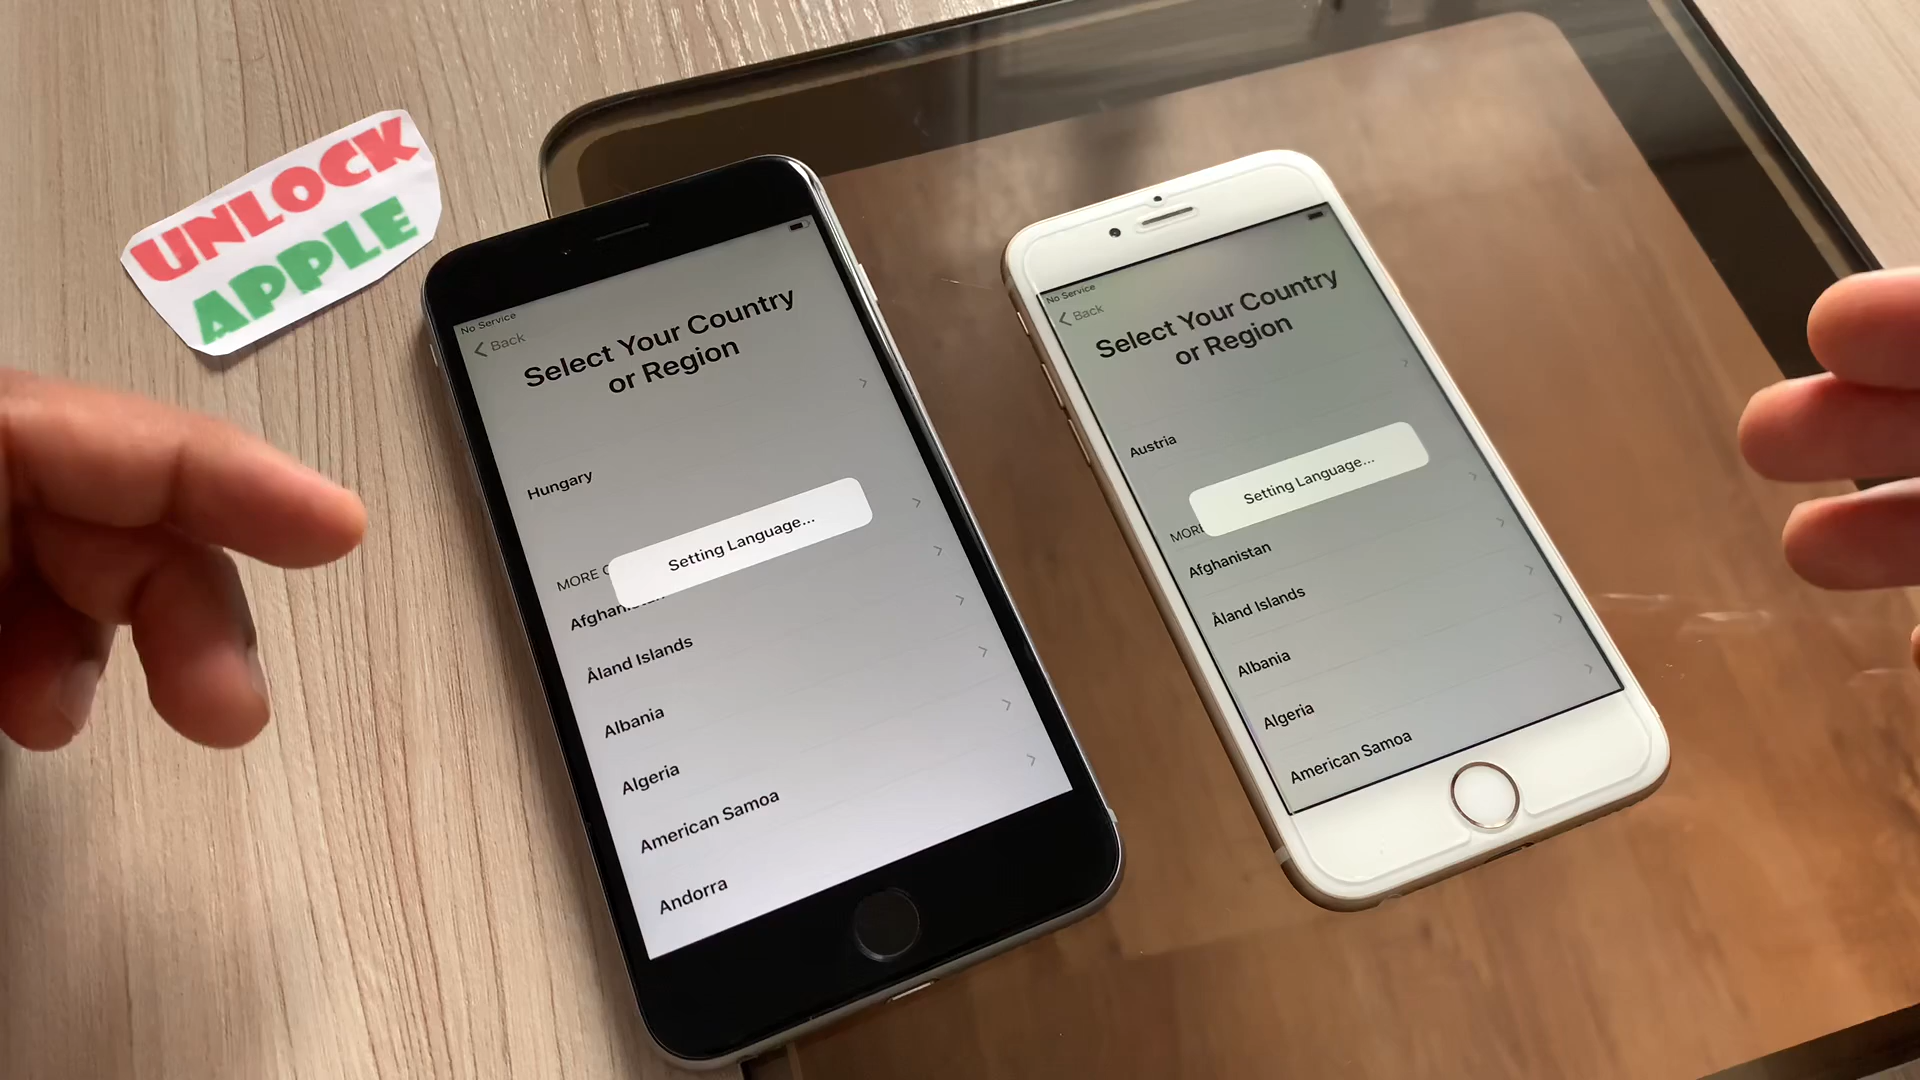 UNLOCK
APPLE
No Service
Back
Select Your Country
or Region
Hungary
Setting Language...
MORE
Afghan
Åland Islands
Albania
Algeria
American Samoa
Andorra
No Service
Back
Select Your Country
or Region
Austria
Setting Language...
MORE
Afghanistan
Åland Islands
Albania
Algeria
American Samoa